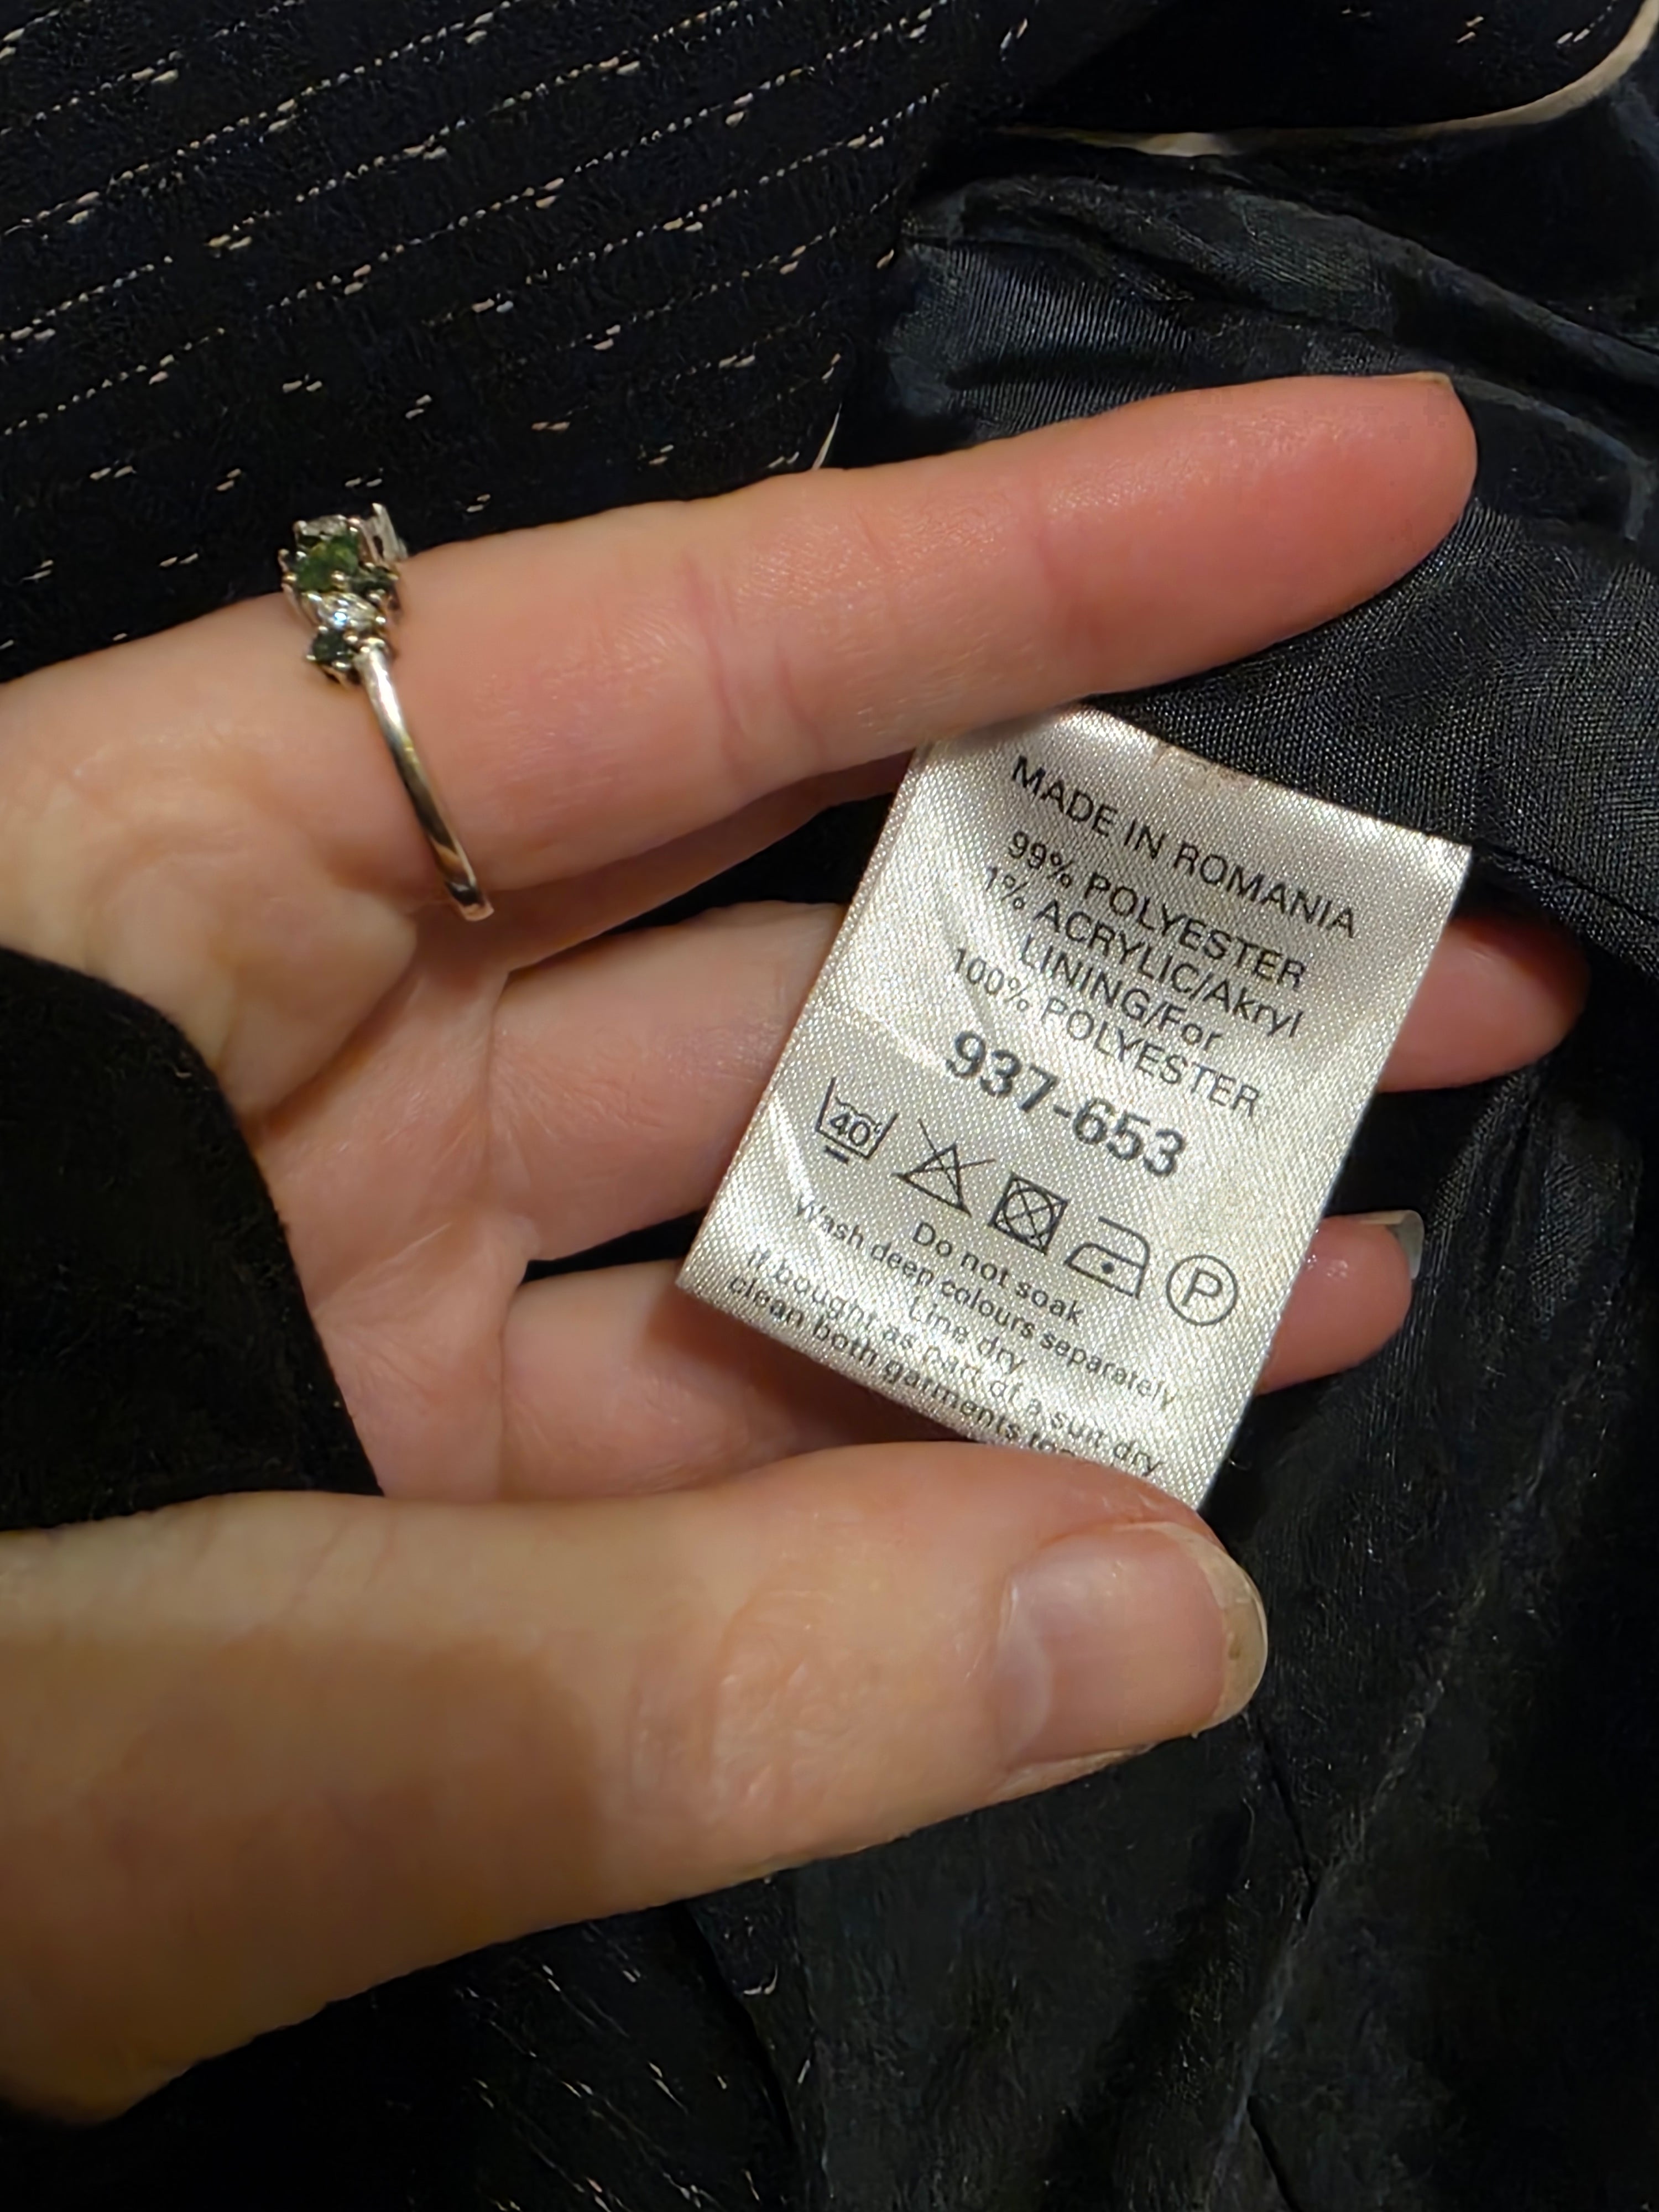 MADE IN ROMANIA
99% POLYESTER
1% ACRYLIC/Akryl
LINING/For
100% POLYESTER
937-653
40° P
Do not soak
Wash deep colours separately
Line dry
If bought as part of a suit dry
clean both garments